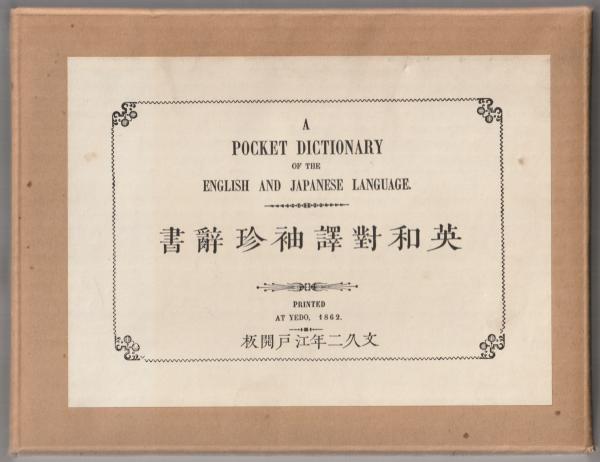 A
POCKET DICTIONARY
OF THE
ENGLISH AND JAPANESE LANGUAGE.
英和對譯袖珍辭書
PRINTED
AT YEDO, 1862.
文久二年江戸開板